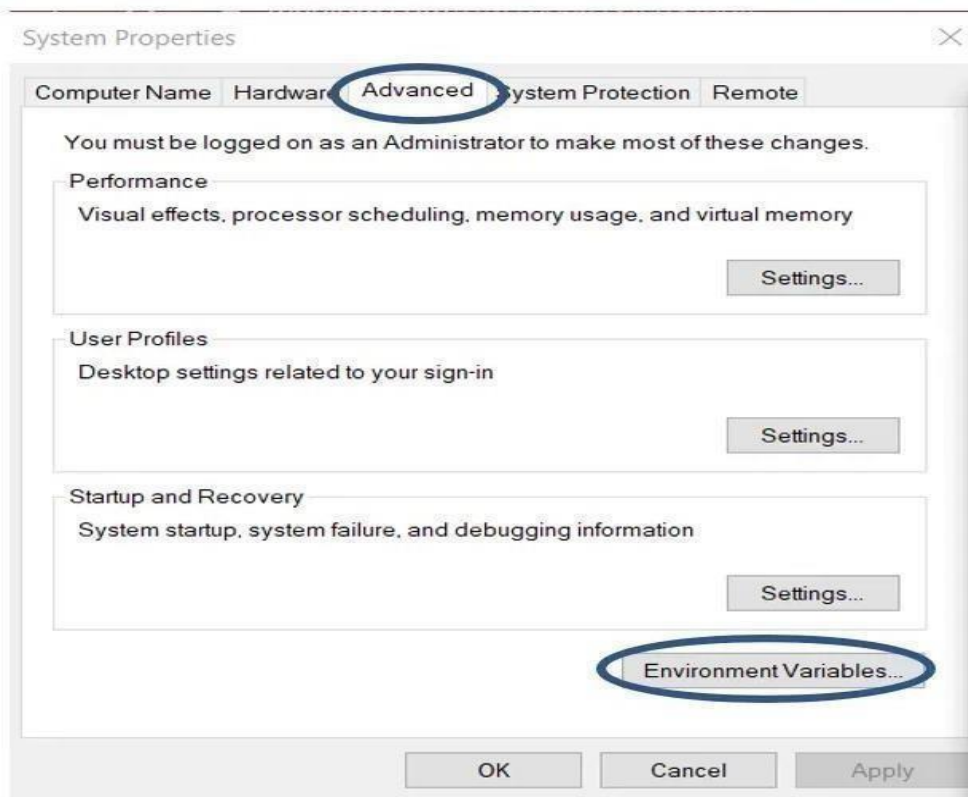 System Properties
Computer Name Hardware Advanced System Protection Remote
You must be logged on as an Administrator to make most of these changes.
Performance
Visual effects, processor scheduling, memory usage, and virtual memory
Settings...
User Profiles
Desktop settings related to your sign-in
Settings...
Startup and Recovery
System startup, system failure, and debugging information
Settings...
Environment Variables...
OK Cancel Apply